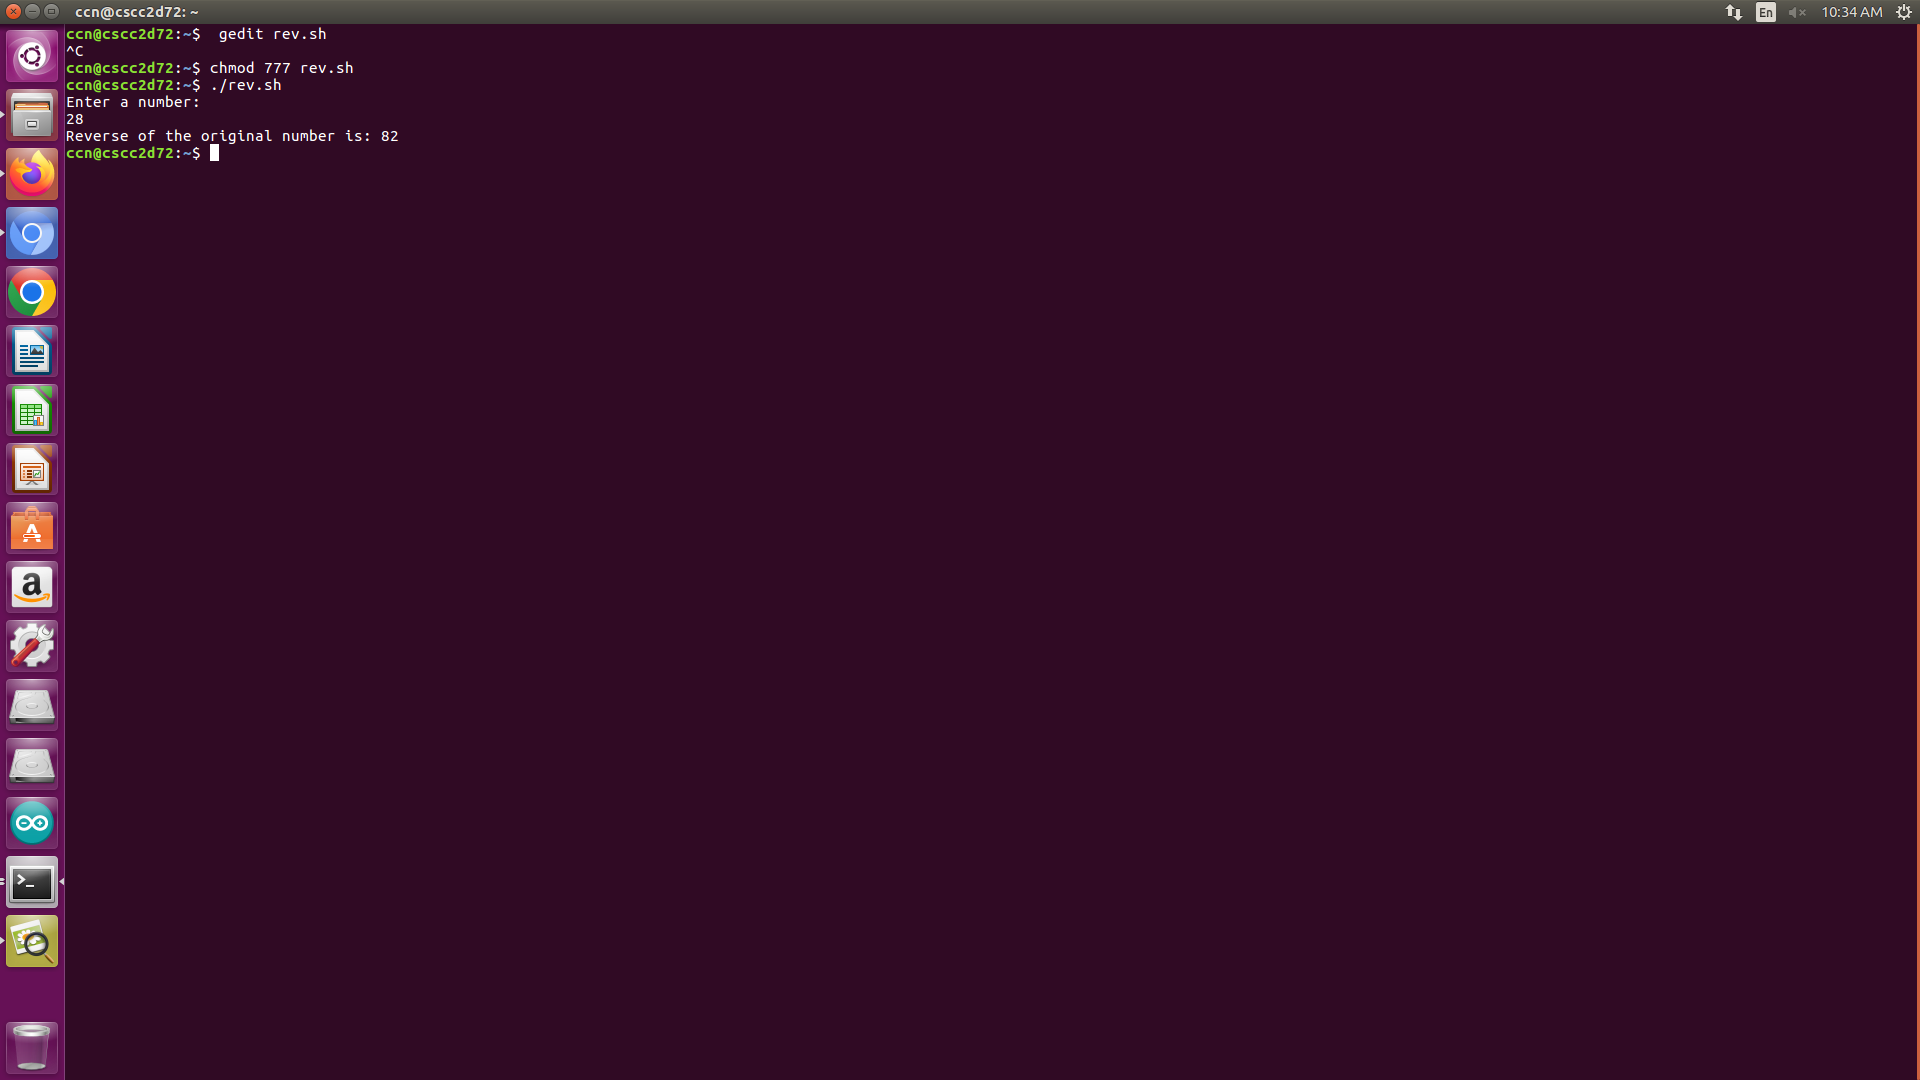 ccn@cscc2d72: ~
En
10:34 AM
ccn@cscc2d72:~$  gedit rev.sh
^C
ccn@cscc2d72:~$ chmod 777 rev.sh
ccn@cscc2d72:~$ ./rev.sh
Enter a number:
28
Reverse of the original number is: 82
ccn@cscc2d72:~$